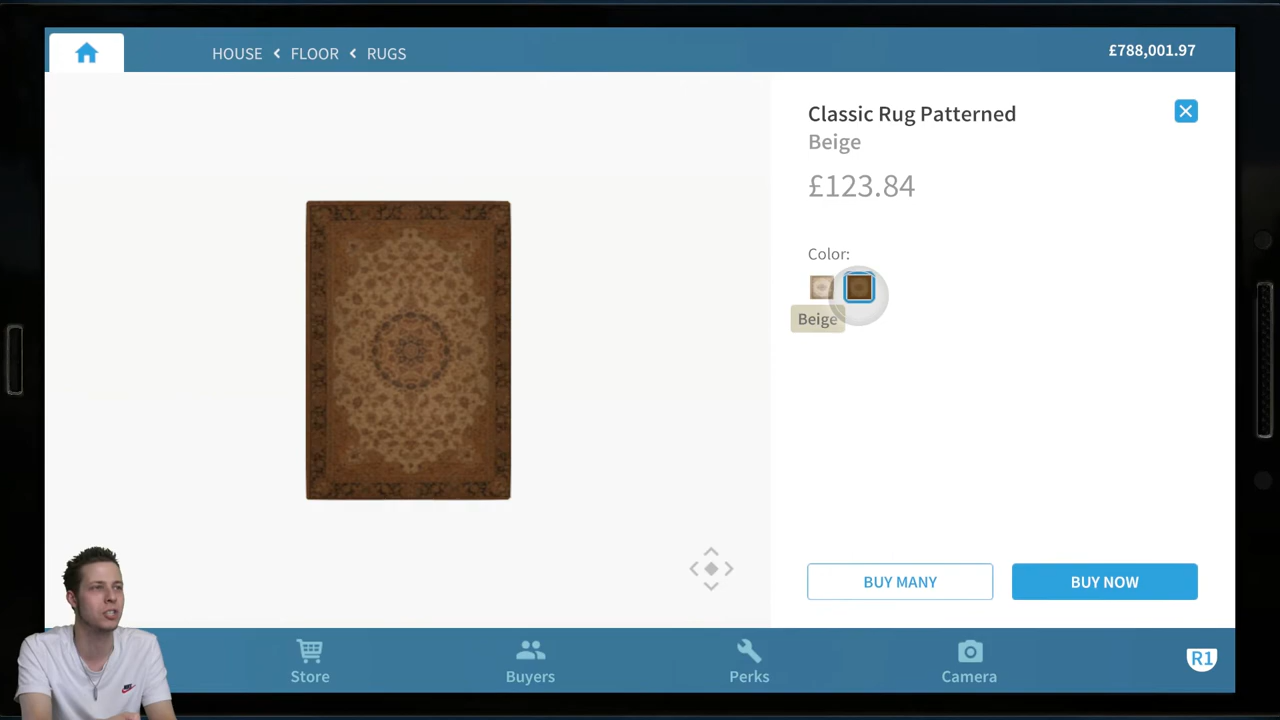 HOUSE < FLOOR < RUGS
£788,001.97
Classic Rug Patterned
Beige
£123.84
Color:
Beige
BUY MANY
BUY NOW
Store
Buyers
Perks
Camera
R1